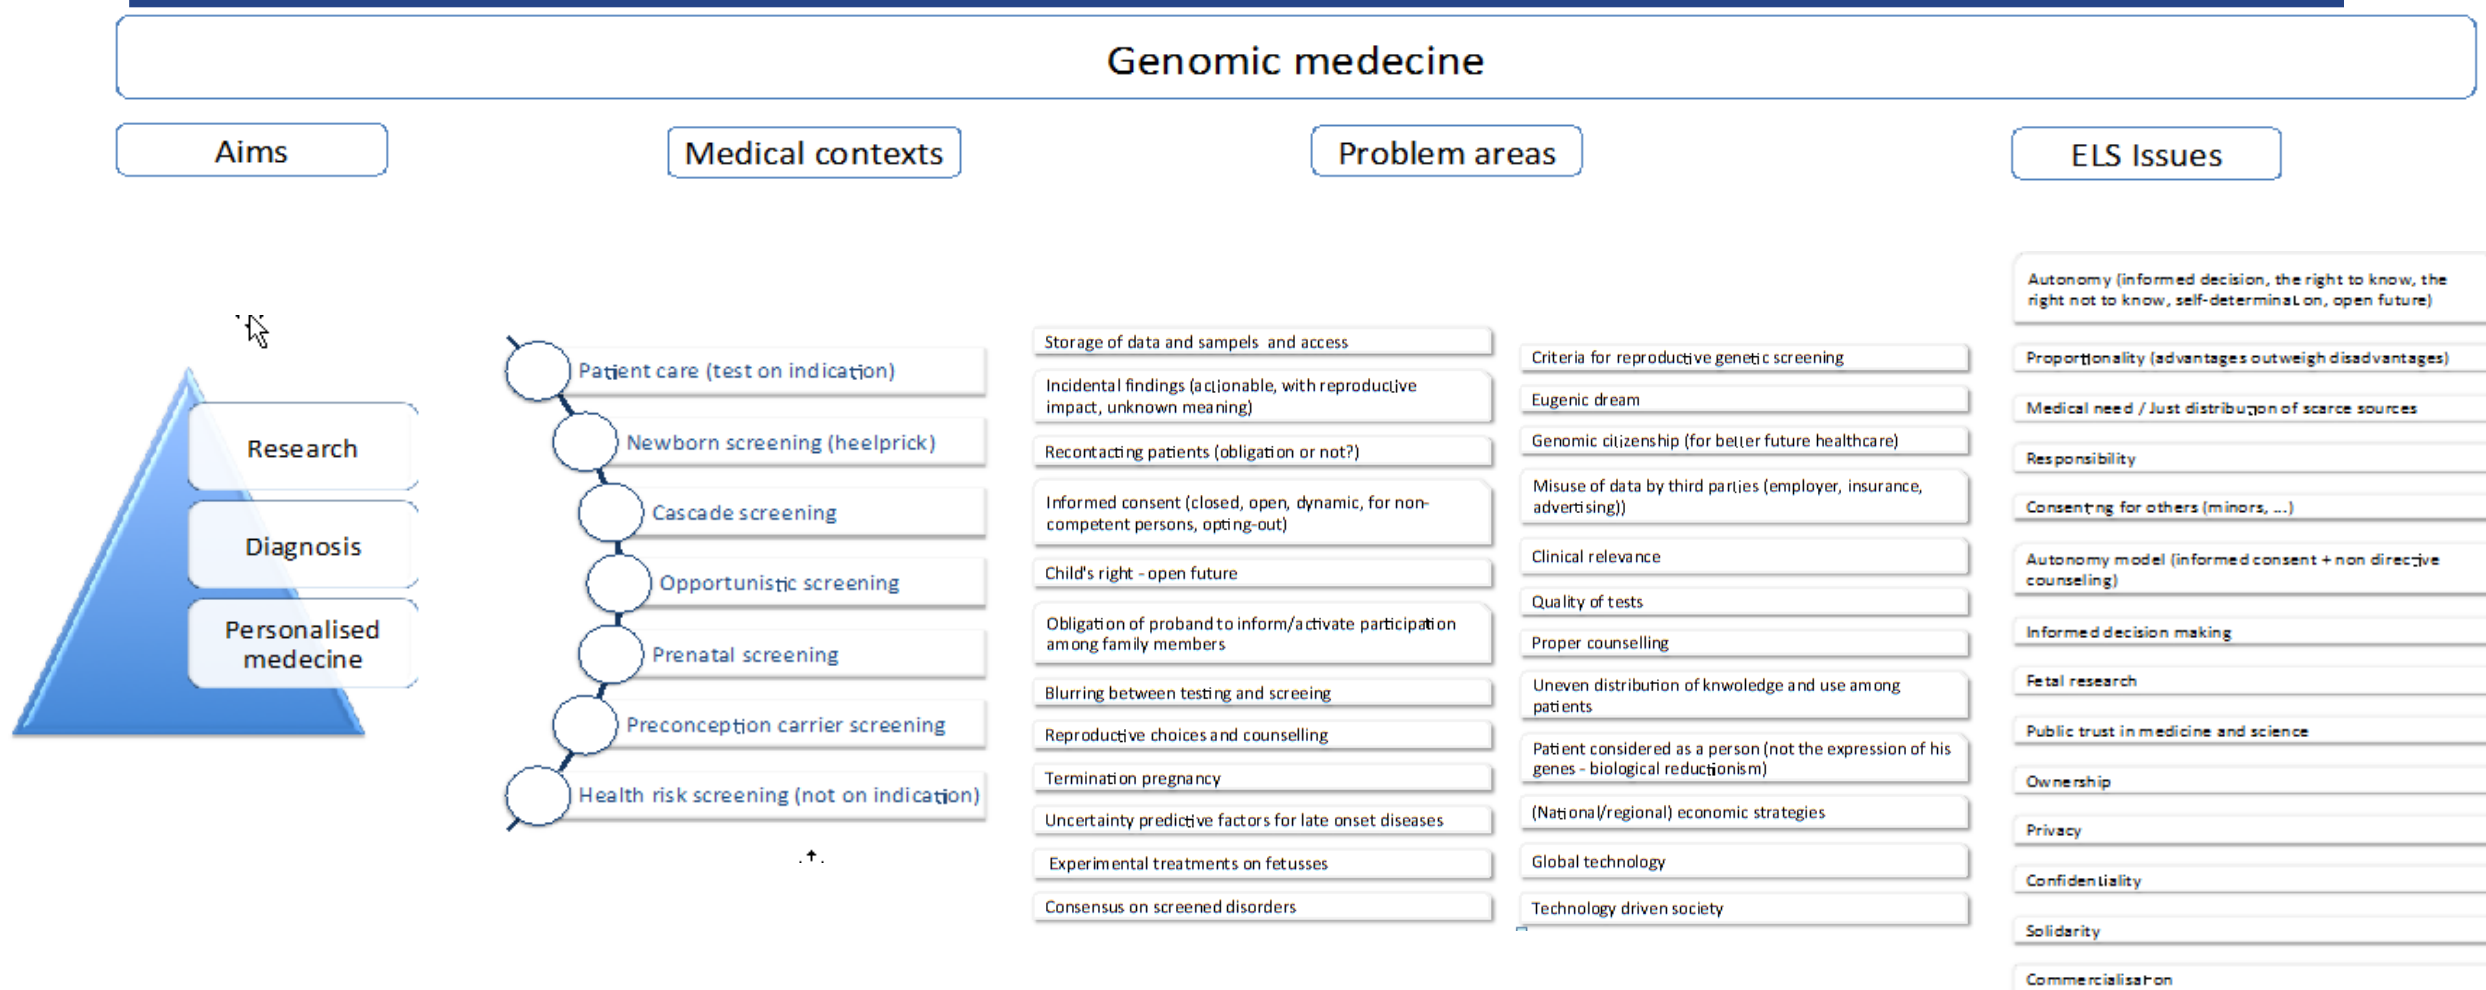 Genomic medecine
Aims
Medical contexts
Problem areas
ELS Issues
Research
Diagnosis
Personalised
medecine
Patient care (test on indication)
Newborn screening (heelprick)
Cascade screening
Opportunistic screening
Prenatal screening
Preconception carrier screening
Health risk screening (not on indication)
Storage of data and sampels and access
Incidental findings (actionable, with reproductive
impact, unknown meaning)
Recontacting patients (obligation or not?)
Informed consent (closed, open, dynamic, for non-
competent persons, opting-out)
Child's right - open future
Obligation of proband to inform/activate participation
among family members
Blurring between testing and screeing
Reproductive choices and counselling
Termination pregnancy
Uncertainty predictive factors for late onset diseases
Experimental treatments on fetusses
Consensus on screened disorders
Criteria for reproductive genetic screening
Eugenic dream
Genomic citizenship (for better future healthcare)
Misuse of data by third parties (employer, insurance,
advertising))
Clinical relevance
Quality of tests
Proper counselling
Uneven distribution of knwoledge and use among
patients
Patient considered as a person (not the expression of his
genes - biological reductionism)
(National/regional) economic strategies
Global technology
Technology driven society
Autonomy (informed decision, the right to know, the
right not to know, self-determination, open future)
Proportionality (advantages outweigh disadvantages)
Medical need / Just distribution of scarce sources
Responsibility
Consenting for others (minors, ...)
Autonomy model (informed consent + non directive
counseling)
Informed decision making
Fetal research
Public trust in medicine and science
Ownership
Privacy
Confidentiality
Solidarity
Commercialisation